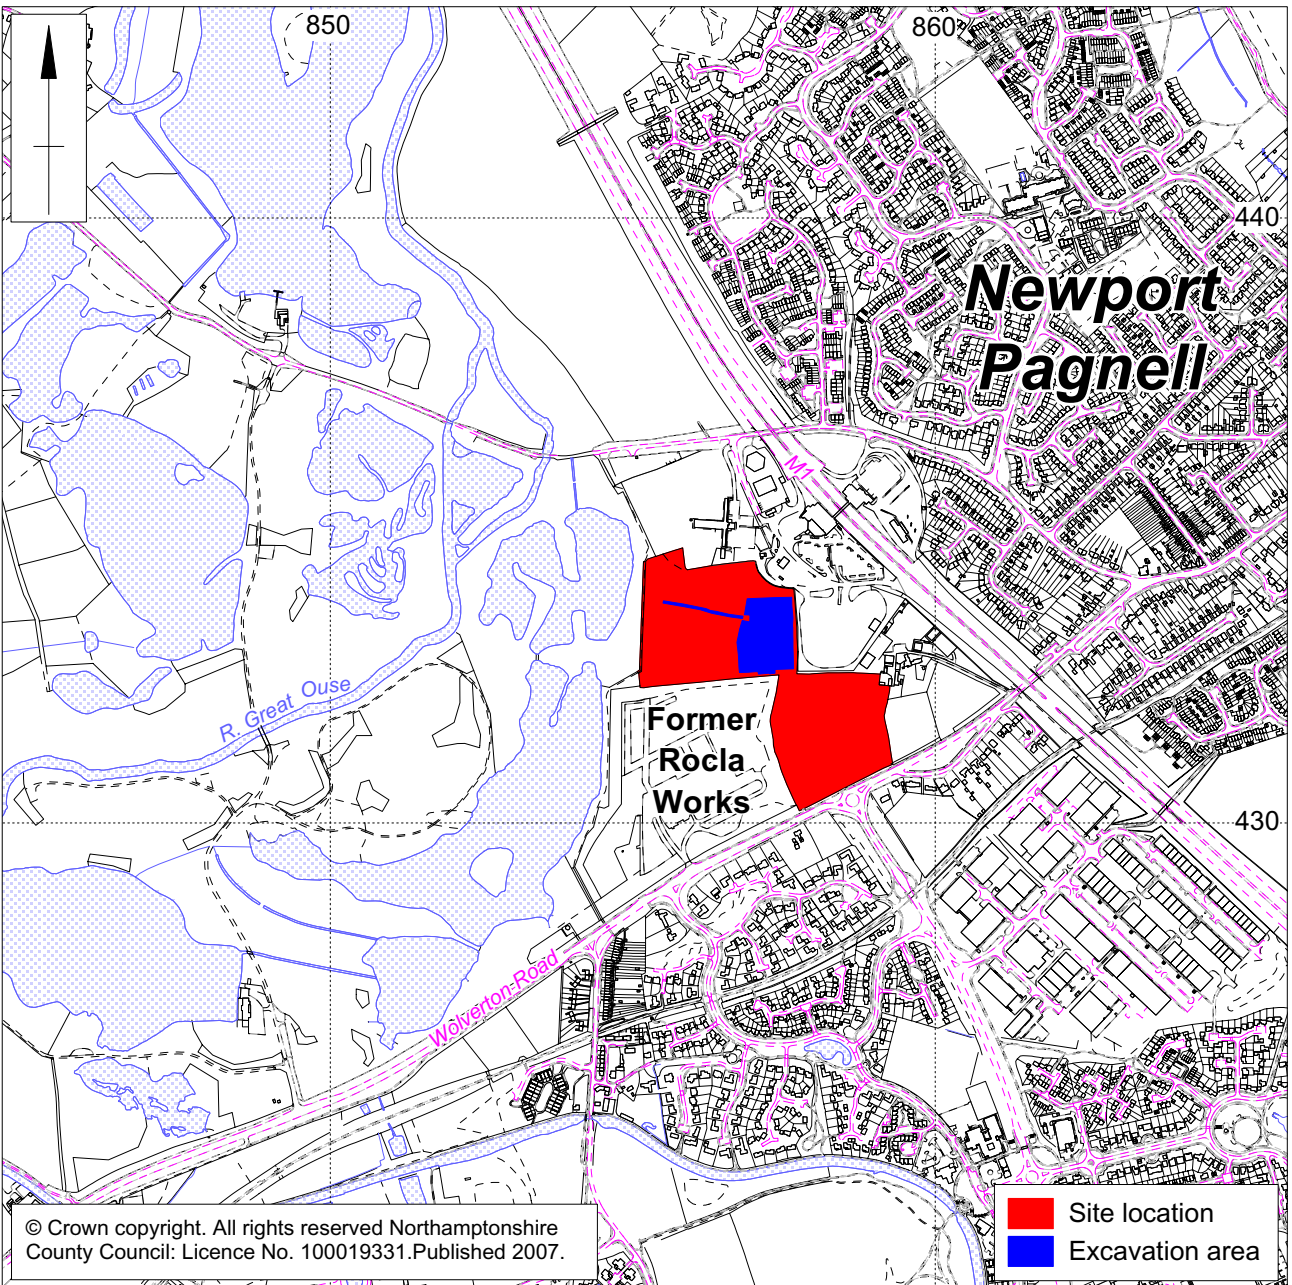 850
860
440
Newport
Pagnell
M1
R. Great Ouse
Former
Rocla
Works
430
Wolverton Road
© Crown copyright. All rights reserved Northamptonshire
County Council: Licence No. 100019331.Published 2007.
Site location
Excavation area